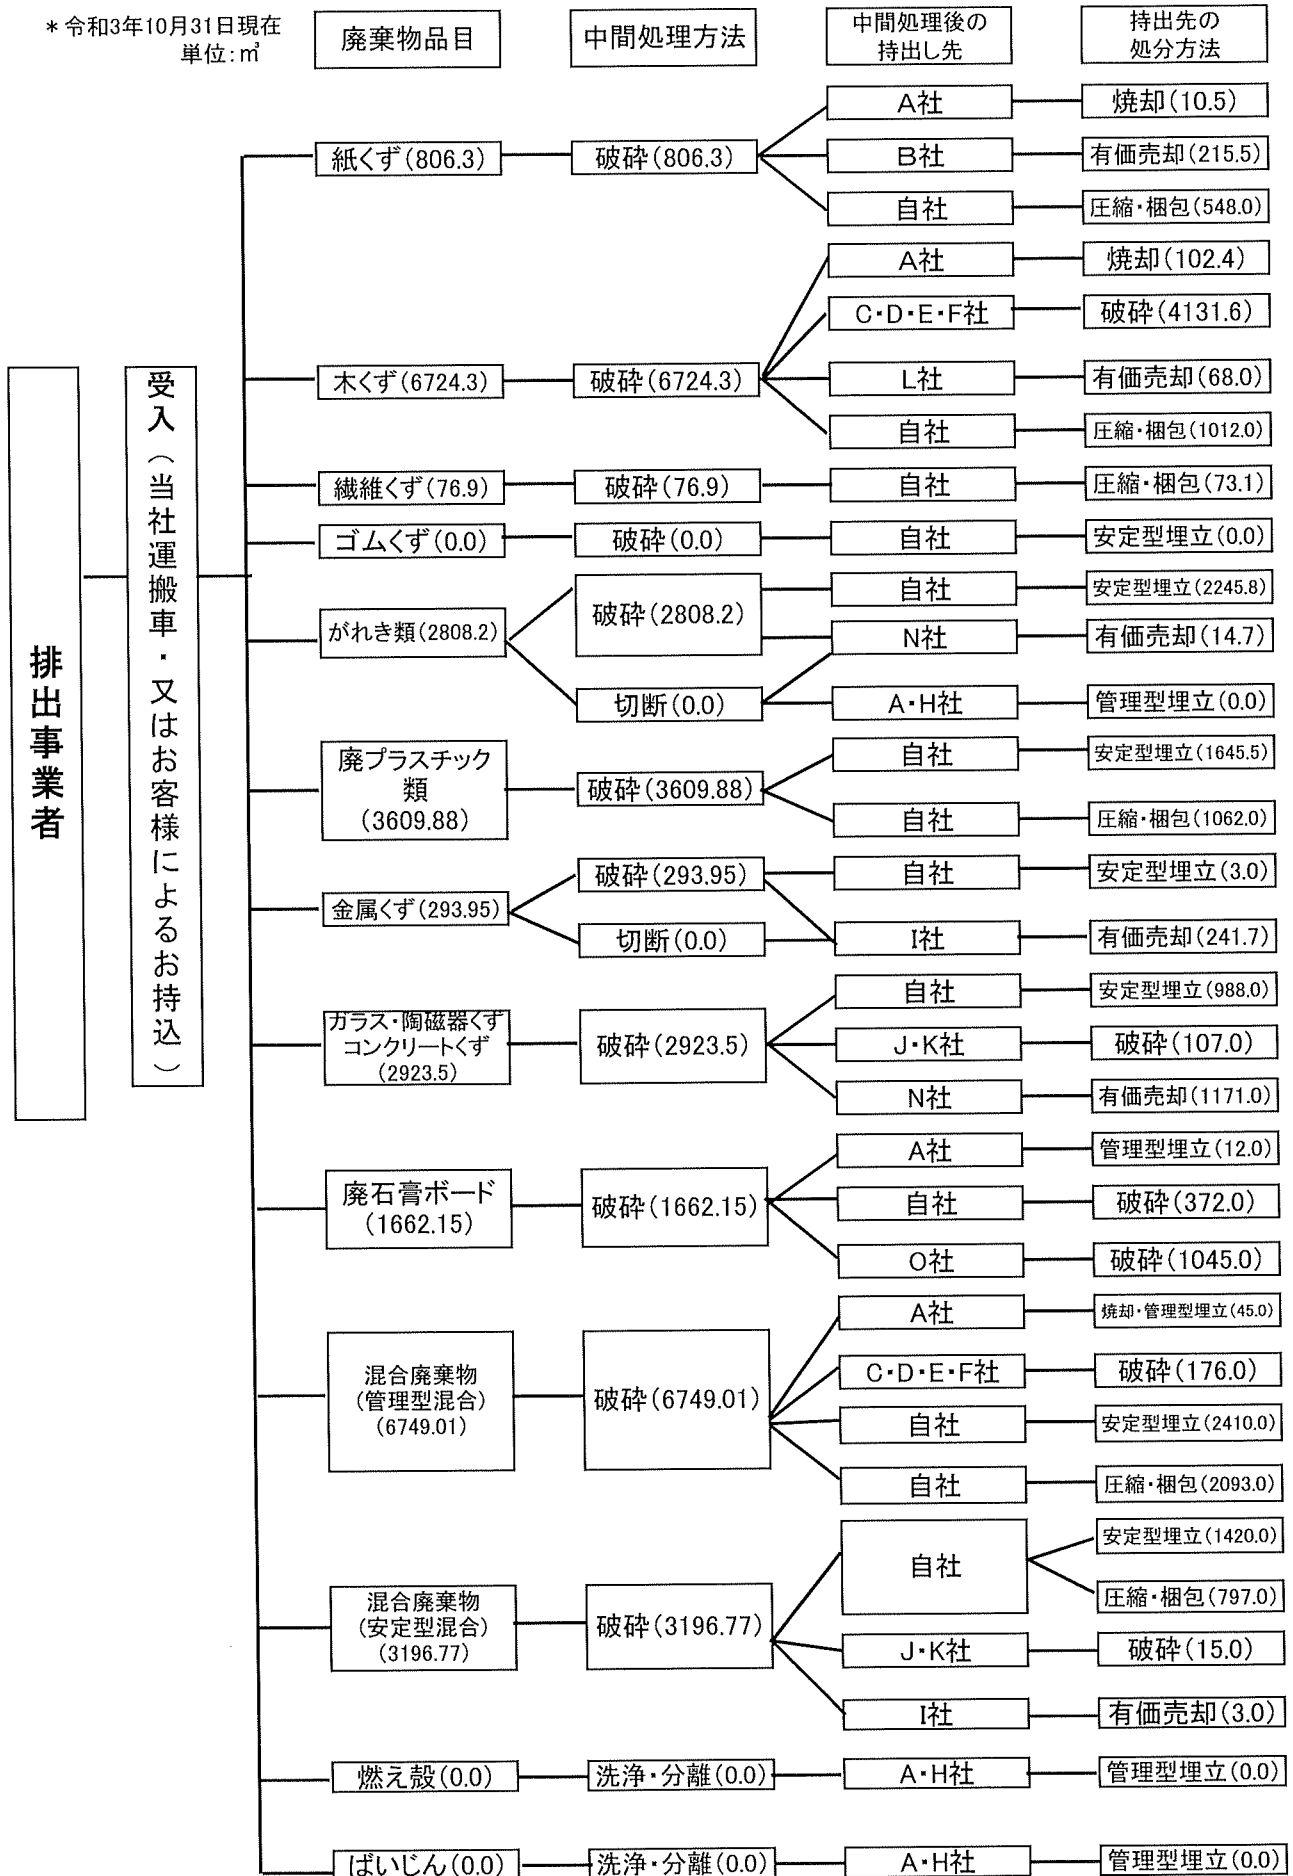 ＊令和3年10月31日現在
単位：㎥
廃棄物品目
中間処理方法
中間処理後の
持出し先
持出先の
処分方法
排出事業者
受入（当社運搬車・又はお客様によるお持込）
紙くず(806.3)
破砕(806.3)
A社
焼却(10.5)
B社
有価売却(215.5)
自社
圧縮・梱包(548.0)
木くず(6724.3)
破砕(6724.3)
A社
焼却(102.4)
C・D・E・F社
破砕(4131.6)
L社
有価売却(68.0)
自社
圧縮・梱包(1012.0)
繊維くず(76.9)
破砕(76.9)
自社
圧縮・梱包(73.1)
ゴムくず(0.0)
破砕(0.0)
自社
安定型埋立(0.0)
がれき類(2808.2)
破砕(2808.2)
自社
安定型埋立(2245.8)
N社
有価売却(14.7)
切断(0.0)
A・H社
管理型埋立(0.0)
廃プラスチック
類
(3609.88)
破砕(3609.88)
自社
安定型埋立(1645.5)
自社
圧縮・梱包(1062.0)
金属くず(293.95)
破砕(293.95)
自社
安定型埋立(3.0)
切断(0.0)
I社
有価売却(241.7)
ガラス・陶磁器くず
コンクリートくず
(2923.5)
破砕(2923.5)
自社
安定型埋立(988.0)
J・K社
破砕(107.0)
N社
有価売却(1171.0)
廃石膏ボード
(1662.15)
破砕(1662.15)
A社
管理型埋立(12.0)
自社
破砕(372.0)
O社
破砕(1045.0)
混合廃棄物
(管理型混合)
(6749.01)
破砕(6749.01)
A社
焼却・管理型埋立(45.0)
C・D・E・F社
破砕(176.0)
自社
安定型埋立(2410.0)
自社
圧縮・梱包(2093.0)
混合廃棄物
(安定型混合)
(3196.77)
破砕(3196.77)
自社
安定型埋立(1420.0)
圧縮・梱包(797.0)
J・K社
破砕(15.0)
I社
有価売却(3.0)
燃え殻(0.0)
洗浄・分離(0.0)
A・H社
管理型埋立(0.0)
ばいじん(0.0)
洗浄・分離(0.0)
A・H社
管理型埋立(0.0)